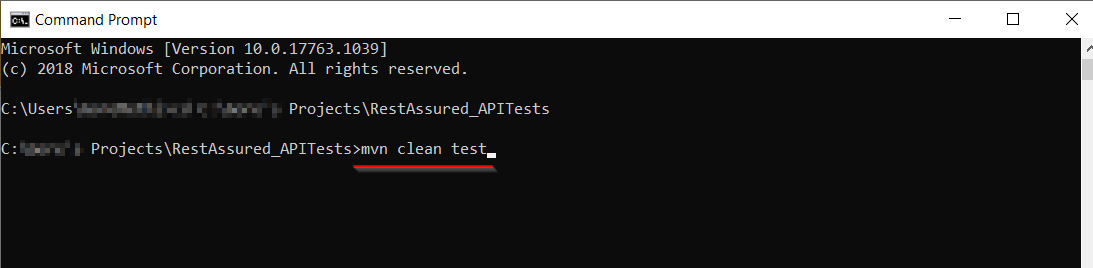 Command Prompt
Microsoft Windows [Version 10.0.17763.1039]
(c) 2018 Microsoft Corporation. All rights reserved.
C:\Users Projects\RestAssured_APITests
C: Projects\RestAssured_APITests>mvn clean test